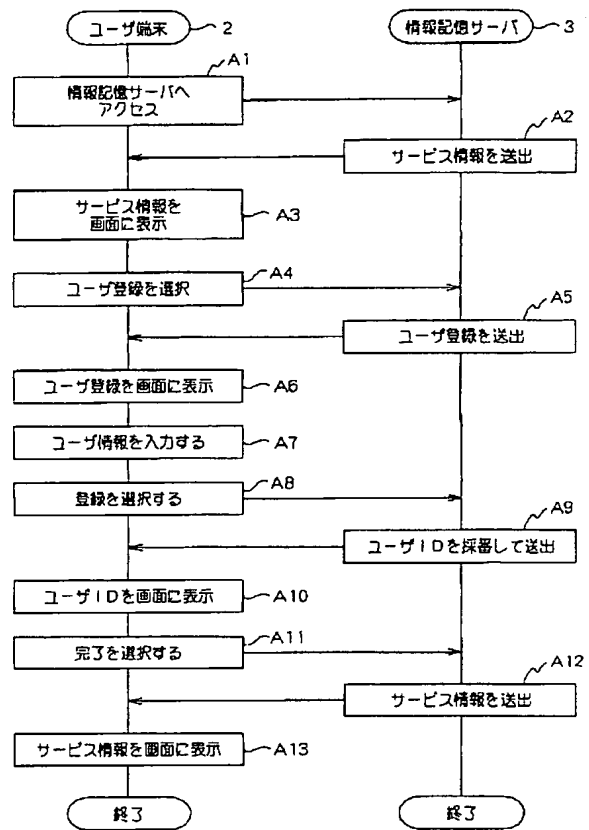 ユーザ端末 2
情報記憶サーバ 3
A1
情報記憶サーバへ
アクセス
A2
サービス情報を送出
サービス情報を
画面に表示
A3
A4
ユーザ登録を選択
A5
ユーザ登録を送出
ユーザ登録を画面に表示 A6
ユーザ情報を入力する A7
A8
登録を選択する
A9
ユーザIDを採番して送出
ユーザIDを画面に表示 A10
A11
完了を選択する
A12
サービス情報を送出
サービス情報を画面に表示 A13
終了
終了